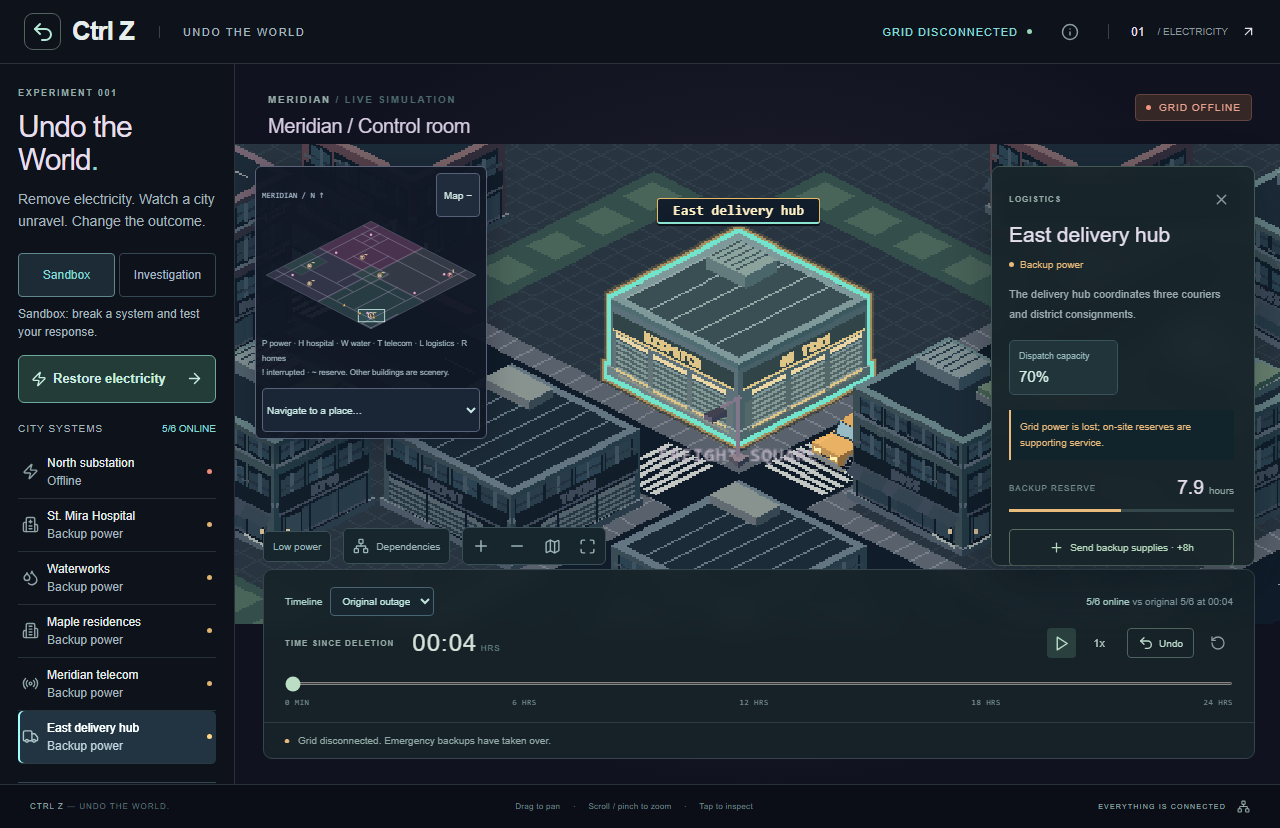 Ctrl Z
UNDO THE WORLD
GRID DISCONNECTED
01 / ELECTRICITY
EXPERIMENT 001
Undo the
World.
Remove electricity. Watch a city
unravel. Change the outcome.
Sandbox
Investigation
Sandbox: break a system and test
your response.
Restore electricity
CITY SYSTEMS
5/6 ONLINE
North substation
Offline
St. Mira Hospital
Backup power
Waterworks
Backup power
Maple residences
Backup power
Meridian telecom
Backup power
East delivery hub
Backup power
MERIDIAN / LIVE SIMULATION
Meridian / Control room
GRID OFFLINE
MERIDIAN / N ↑
Map −
P power · H hospital · W water · T telecom · L logistics · R
homes
! interrupted · ~ reserve. Other buildings are scenery.
Navigate to a place...
East delivery hub
LOGISTICS
East delivery hub
Backup power
The delivery hub coordinates three couriers
and district consignments.
Dispatch capacity
70%
Grid power is lost; on-site reserves are
supporting service.
BACKUP RESERVE
7.9 hours
Send backup supplies · +8h
Low power
Dependencies
Timeline
Original outage
5/6 online vs original 5/6 at 00:04
TIME SINCE DELETION
00:04 HRS
1x
Undo
0 MIN
6 HRS
12 HRS
18 HRS
24 HRS
Grid disconnected. Emergency backups have taken over.
CTRL Z — UNDO THE WORLD.
Drag to pan · Scroll / pinch to zoom · Tap to inspect
EVERYTHING IS CONNECTED